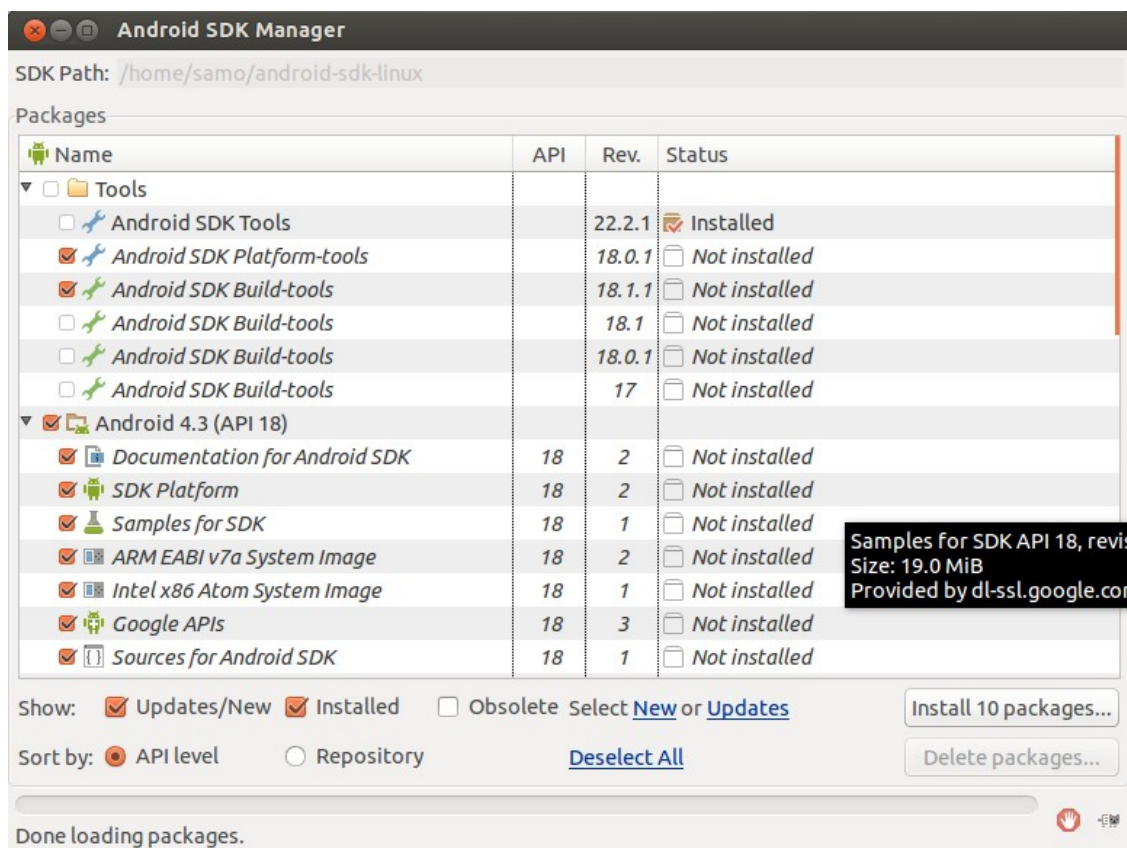 Android SDK Manager
SDK Path: /home/samo/android-sdk-linux
Packages
Name API Rev. Status
Tools
Android SDK Tools 22.2.1 Installed
Android SDK Platform-tools 18.0.1 Not installed
Android SDK Build-tools 18.1.1 Not installed
Android SDK Build-tools 18.1 Not installed
Android SDK Build-tools 18.0.1 Not installed
Android SDK Build-tools 17 Not installed
Android 4.3 (API 18)
Documentation for Android SDK 18 2 Not installed
SDK Platform 18 2 Not installed
Samples for SDK 18 1 Not installed
ARM EABI v7a System Image 18 2 Not installed
Intel x86 Atom System Image 18 1 Not installed
Google APIs 18 3 Not installed
Sources for Android SDK 18 1 Not installed
Samples for SDK API 18, revis
Size: 19.0 MiB
Provided by dl-ssl.google.co
Show: Updates/New Installed Obsolete Select New or Updates Install 10 packages...
Sort by: API level Repository Deselect All Delete packages...
Done loading packages.